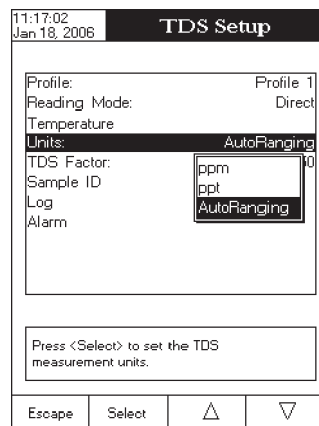 11:17:02
Jan 18, 2006
TDS Setup
Profile: Profile 1
Reading Mode: Direct
Temperature
Units: AutoRanging
TDS Factor: 0
Sample ID
Log
Alarm
ppm
ppt
AutoRanging
Press <Select> to set the TDS
measurement units.
Escape Select △ ▽